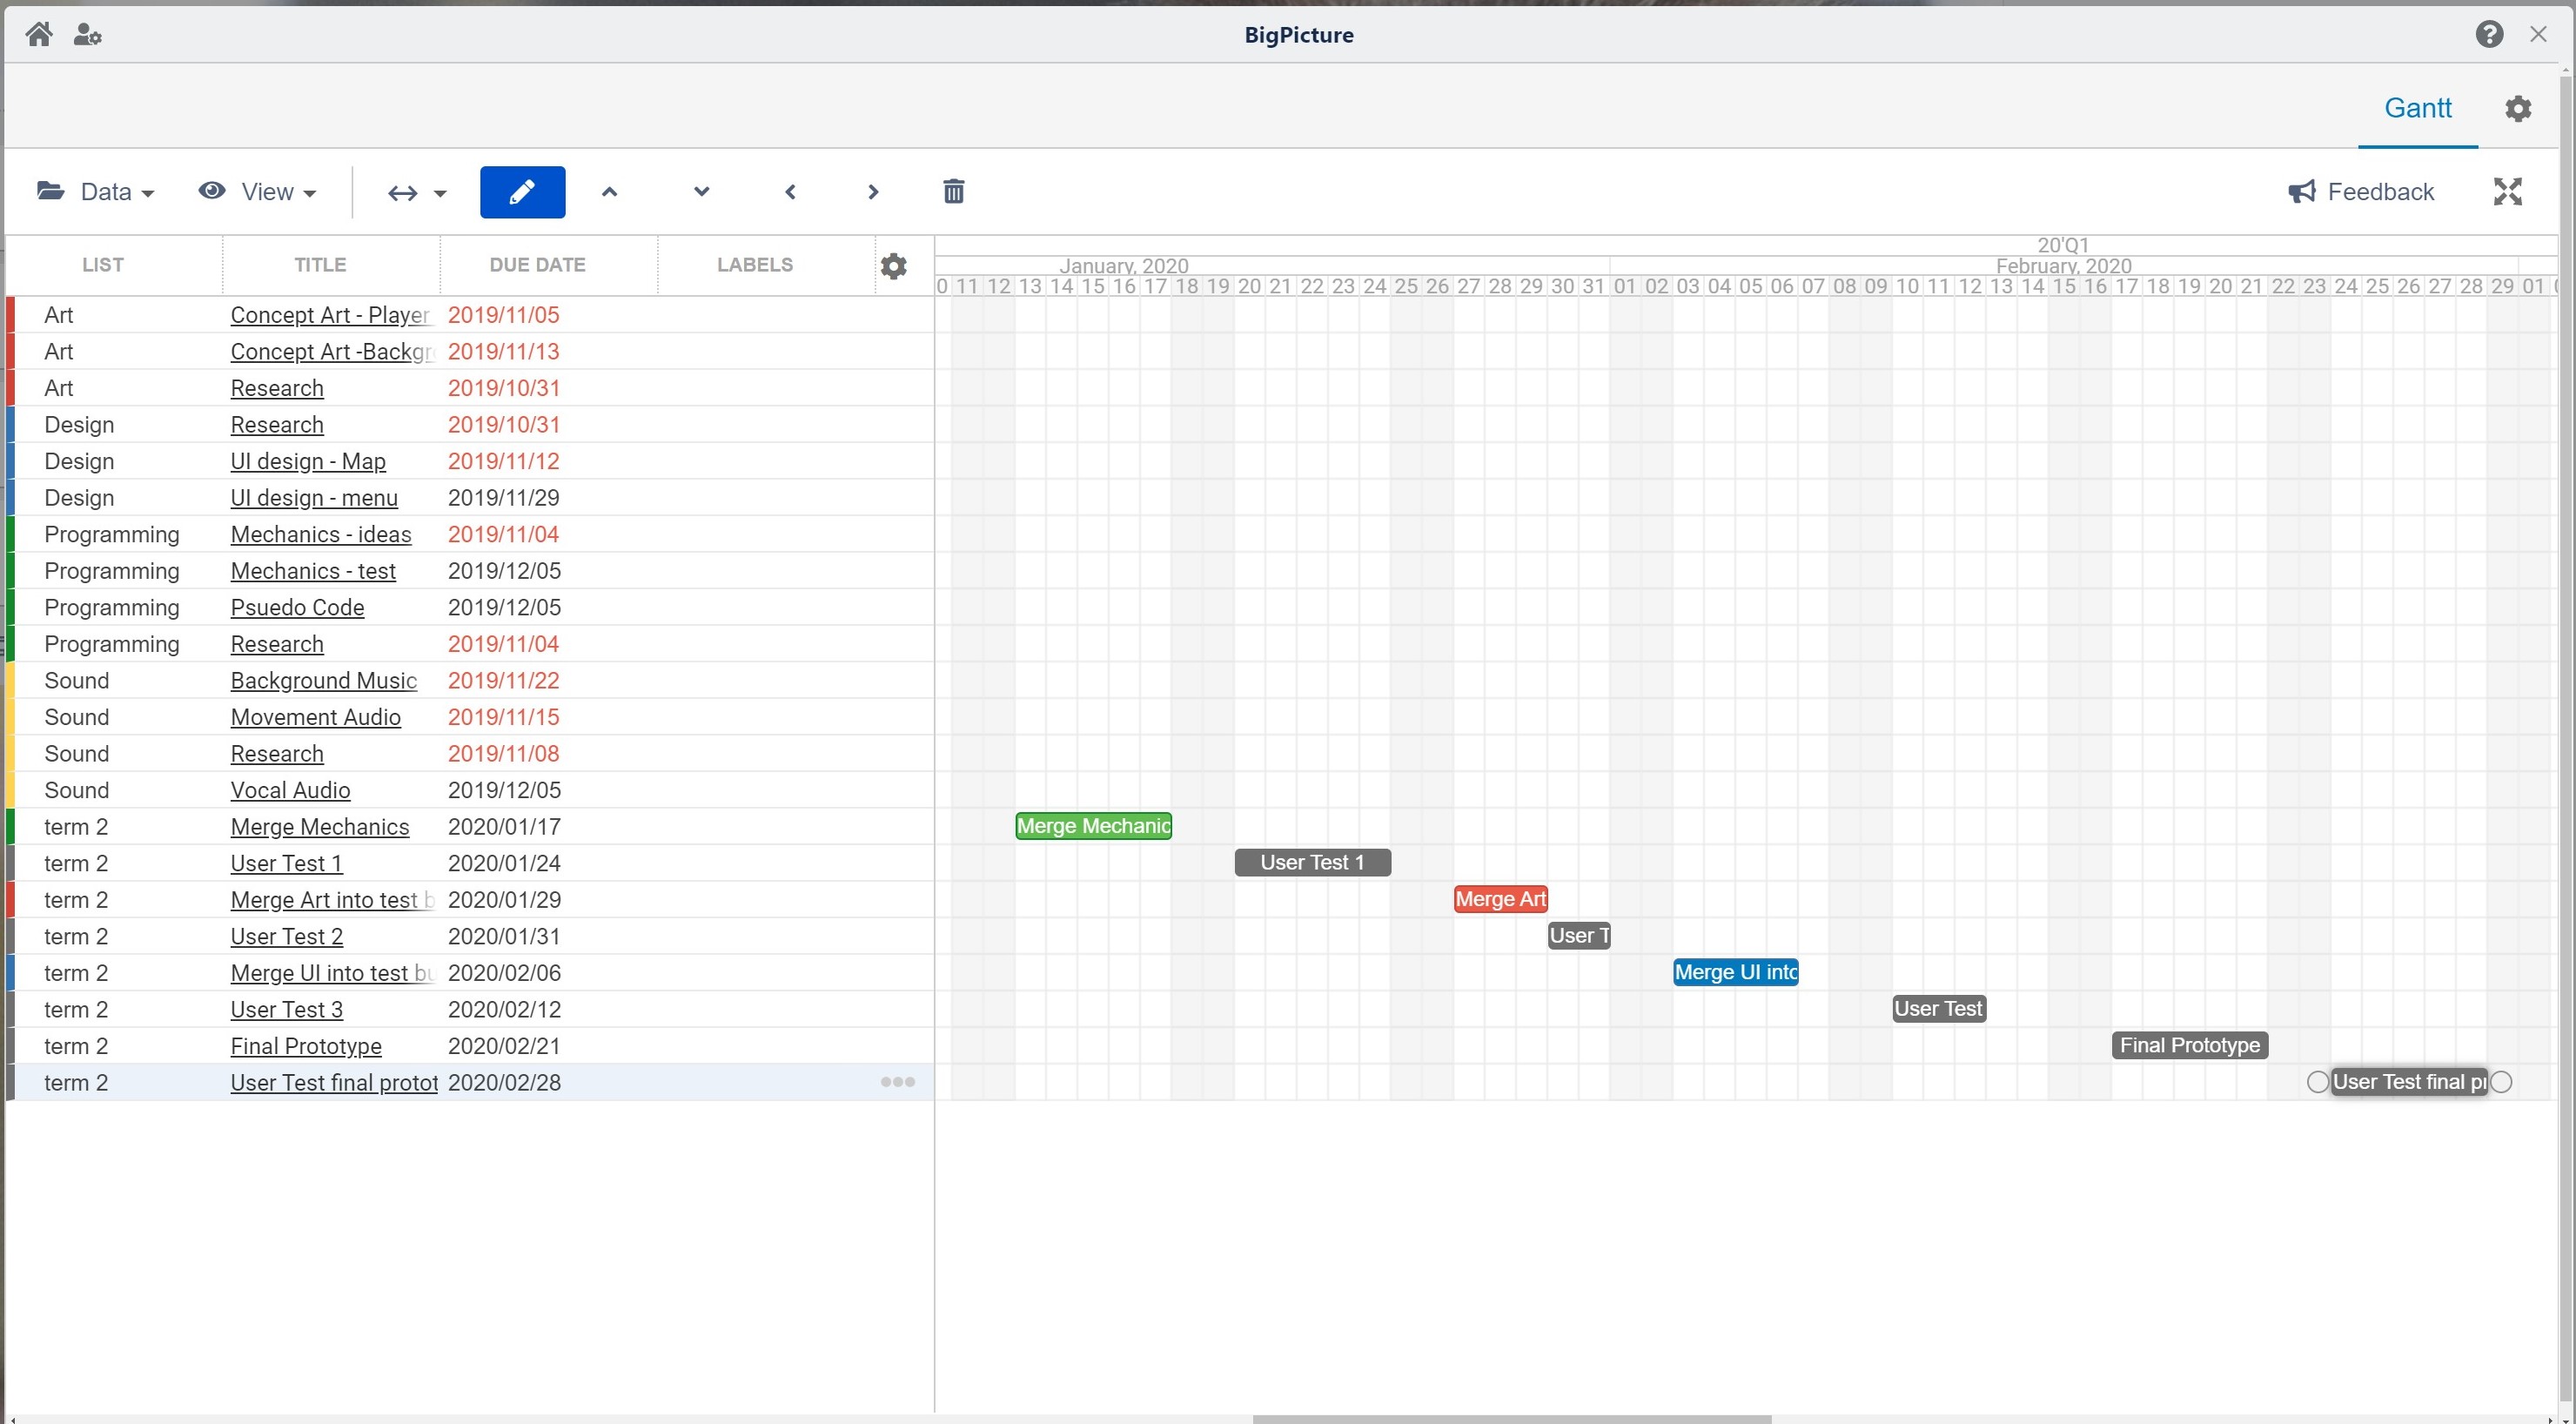 BigPicture
Gantt
Data View Feedback
LIST TITLE DUE DATE LABELS
20'Q1
January, 2020 February, 2020
0 11 12 13 14 15 16 17 18 19 20 21 22 23 24 25 26 27 28 29 30 31 01 02 03 04 05 06 07 08 09 10 11 12 13 14 15 16 17 18 19 20 21 22 23 24 25 26 27 28 29 01
Art Concept Art - Player 2019/11/05
Art Concept Art -Backgr 2019/11/13
Art Research 2019/10/31
Design Research 2019/10/31
Design UI design - Map 2019/11/12
Design UI design - menu 2019/11/29
Programming Mechanics - ideas 2019/11/04
Programming Mechanics - test 2019/12/05
Programming Psuedo Code 2019/12/05
Programming Research 2019/11/04
Sound Background Music 2019/11/22
Sound Movement Audio 2019/11/15
Sound Research 2019/11/08
Sound Vocal Audio 2019/12/05
term 2 Merge Mechanics 2020/01/17 Merge Mechanic
term 2 User Test 1 2020/01/24 User Test 1
term 2 Merge Art into test b 2020/01/29 Merge Art
term 2 User Test 2 2020/01/31 User T
term 2 Merge UI into test bu 2020/02/06 Merge UI into
term 2 User Test 3 2020/02/12 User Test
term 2 Final Prototype 2020/02/21 Final Prototype
term 2 User Test final protot 2020/02/28 User Test final pr